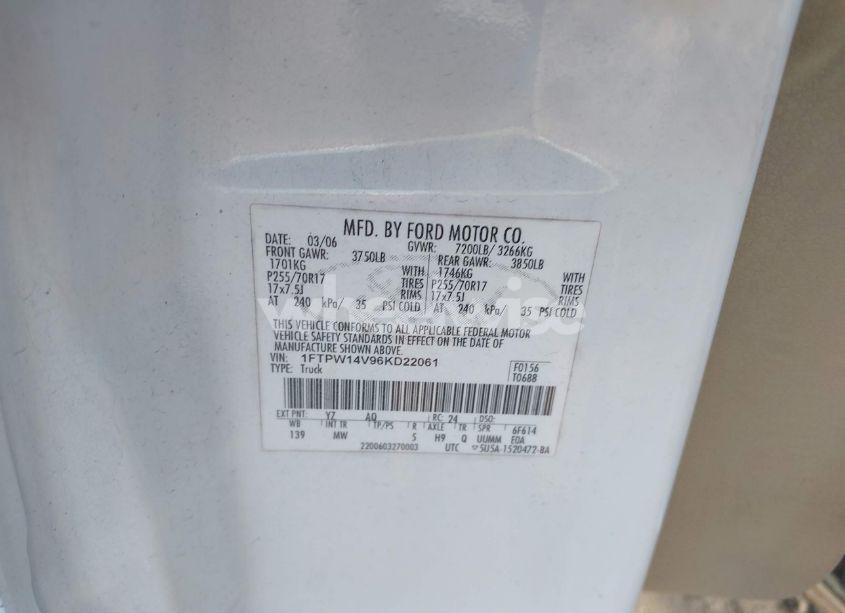 MFD. BY FORD MOTOR CO.
DATE: 03/06 GVWR: 7200LB/ 3266KG
FRONT GAWR: 3750LB REAR GAWR: 3850LB
1701KG WITH 1746KG WITH
P255/70R17 TIRES P255/70R17 TIRES
17x7.5J RIMS 17x7.5J RIMS
AT 240 kPa/ 35 PSI COLD AT 240 kPa/ 35 PSI COLD
THIS VEHICLE CONFORMS TO ALL APPLICABLE FEDERAL MOTOR
VEHICLE SAFETY STANDARDS IN EFFECT ON THE DATE OF
MANUFACTURE SHOWN ABOVE.
VIN: 1FTPW14V96KD22061 F0156
TYPE: Truck T0688
EXT PNT: YZ AQ RC: 24 DSO:
WB INT TR TP/PS R AXLE TR SPR 6F614
139 MW 5 H9 Q UUMM EOA
2200603270003 UTC 5U5A-1520472-BA
wheelwise